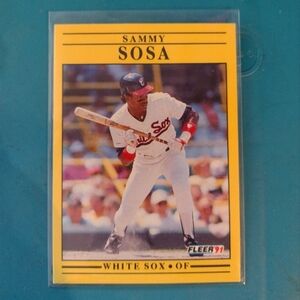 SAMMY
SOSA
Sox
FLEER '91
WHITE SOX • OF